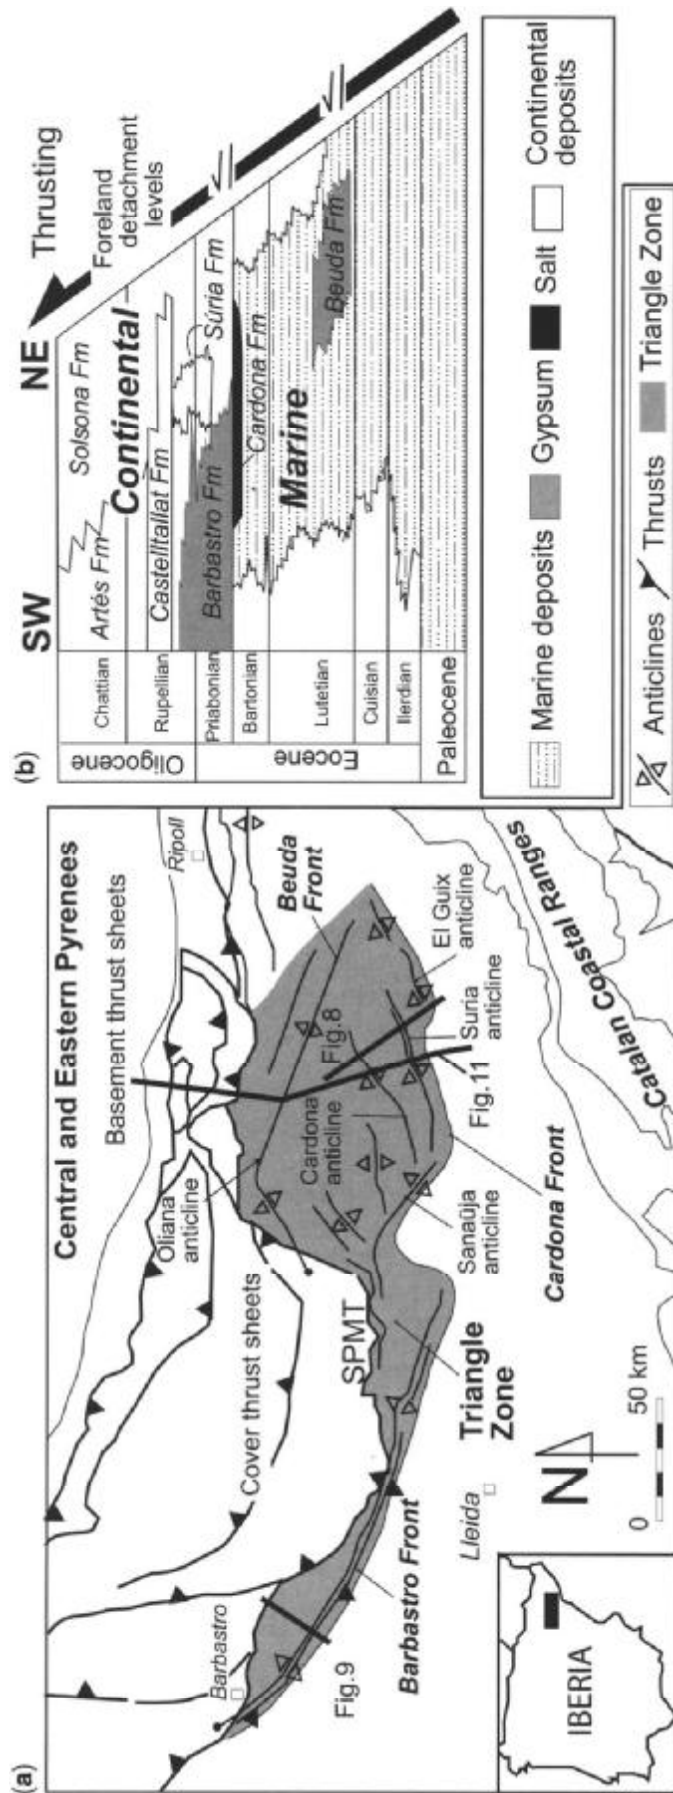 (a)
Central and Eastern Pyrenees
Basement thrust sheets
Ripoll
Oliana
anticline
Cover thrust sheets
Beuda
Front
Fig.8
Cardona
anticline
El Guix
anticline
Suria
anticline
Fig.11
Sanaüja
anticline
Cardona Front
Catalan Coastal Ranges
SPMT
Triangle
Zone
Barbastro
Fig.9
Barbastro Front
Lleida
N
0 50 km
IBERIA
(b)
SW NE
Thrusting
Foreland
detachment
levels
Oligocene
Eocene
Paleocene
Chattian
Rupellian
Priabonian
Bartonian
Lutetian
Cuisian
Ilerdian
Artés Fm
Solsona Fm
Continental
Castelltallat Fm
Súria Fm
Barbastro Fm
Cardona Fm
Marine
Beuda Fm
Marine deposits Gypsum Salt Continental
deposits
Anticlines Thrusts Triangle Zone